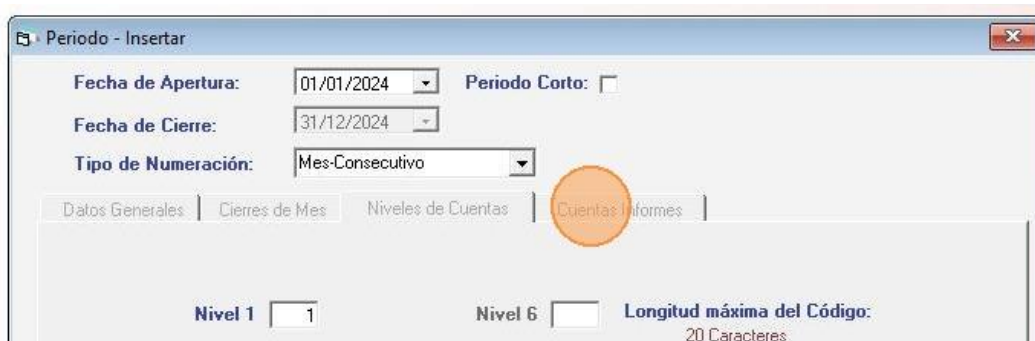 Periodo - Insertar
Fecha de Apertura: 01/01/2024 Periodo Corto:
Fecha de Cierre: 31/12/2024
Tipo de Numeración: Mes-Consecutivo
Datos Generales Cierres de Mes Niveles de Cuentas Cuentas Informes
Nivel 1 1 Nivel 6 Longitud máxima del Código:
20 Caracteres